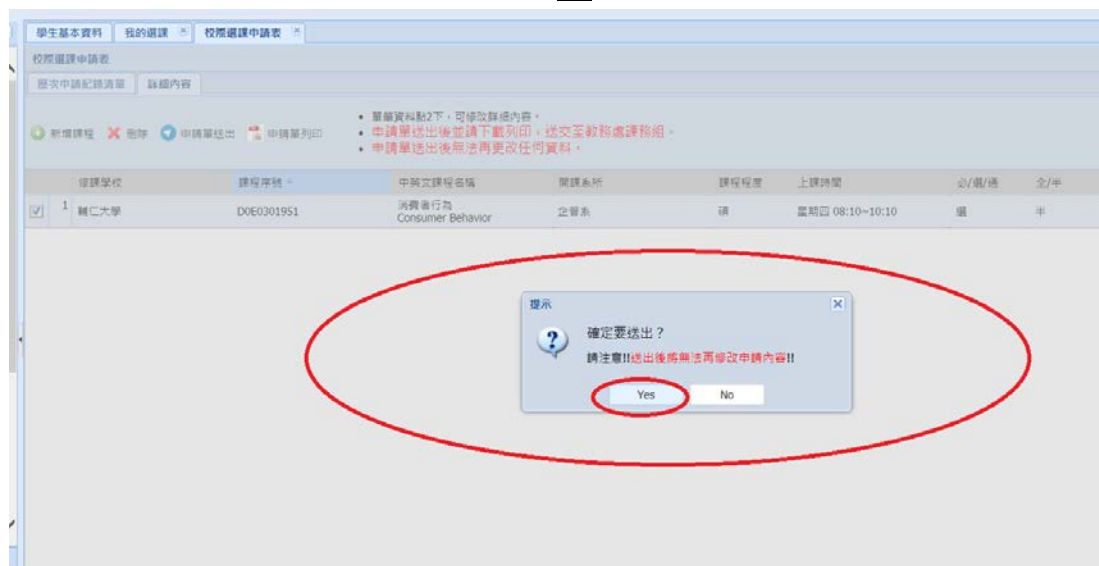 學生基本資料 我的選課 校際選課申請表
校際選課申請表
歷次申請記錄清單 詳細內容
新增課程 刪除 申請單送出 申請單列印
• 單筆資料點2下，可修改詳細內容。
• 申請單送出後並請下載列印，送交至教務處課務組。
• 申請單送出後無法再更改任何資料。
修課學校 課程序號 中英文課程名稱 開課系所 課程程度 上課時間 必/選/通 全/半
1 輔仁大學 D0E0301951 消費者行為 企管系 碩 星期四 08:10~10:10 選 半
Consumer Behavior
提示
確定要送出？
請注意!!送出後將無法再修改申請內容!!
Yes No